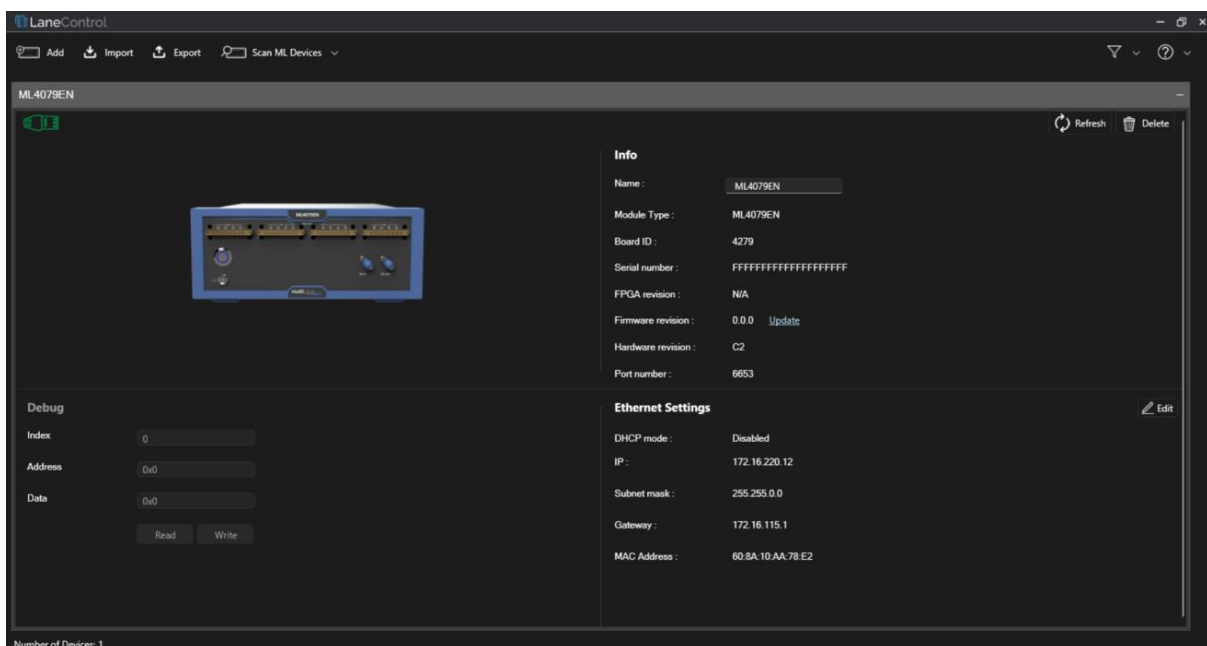 LaneControl
Add Import Export Scan ML Devices
ML4079EN
Refresh Delete
Info
Name : ML4079EN
Module Type : ML4079EN
Board ID : 4279
Serial number : FFFFFFFFFFFFFFFFFFFF
FPGA revision : N/A
Firmware revision : 0.0.0 Update
Hardware revision : C2
Port number : 6653
Debug
Index 0
Address 0x0
Data 0x0
Read Write
Ethernet Settings
Edit
DHCP mode : Disabled
IP : 172.16.220.12
Subnet mask : 255.255.0.0
Gateway : 172.16.115.1
MAC Address : 60:8A:10:AA:78:E2
Number of Devices: 1